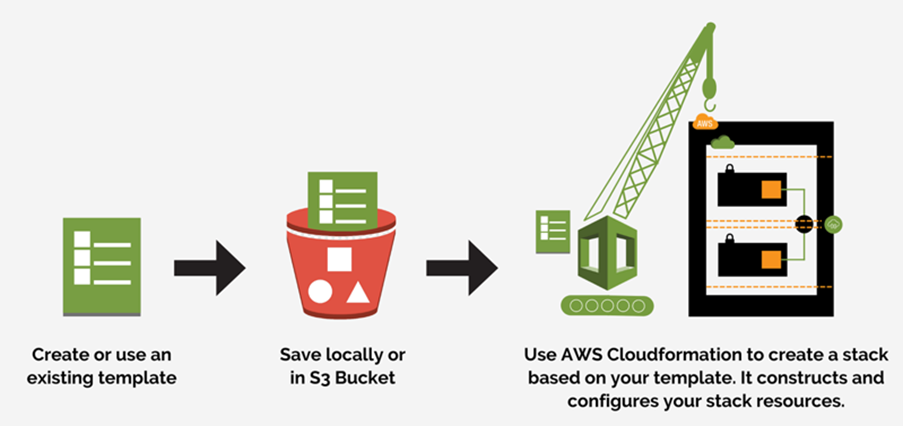 AWS
Create or use an
existing template
Save locally or
in S3 Bucket
Use AWS Cloudformation to create a stack
based on your template. It constructs and
configures your stack resources.